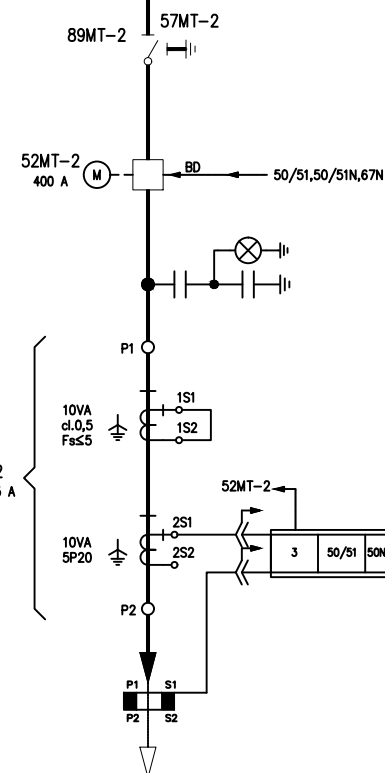 57MT-2
89MT-2
52MT-2
400 A
M
BD
50/51,50/51N,67N
P1
10VA
cl.0,5
Fs≤5
1S1
1S2
52MT-2
10VA
5P20
2S1
2S2
3
50/51
50N
P2
P1
S1
P2
S2